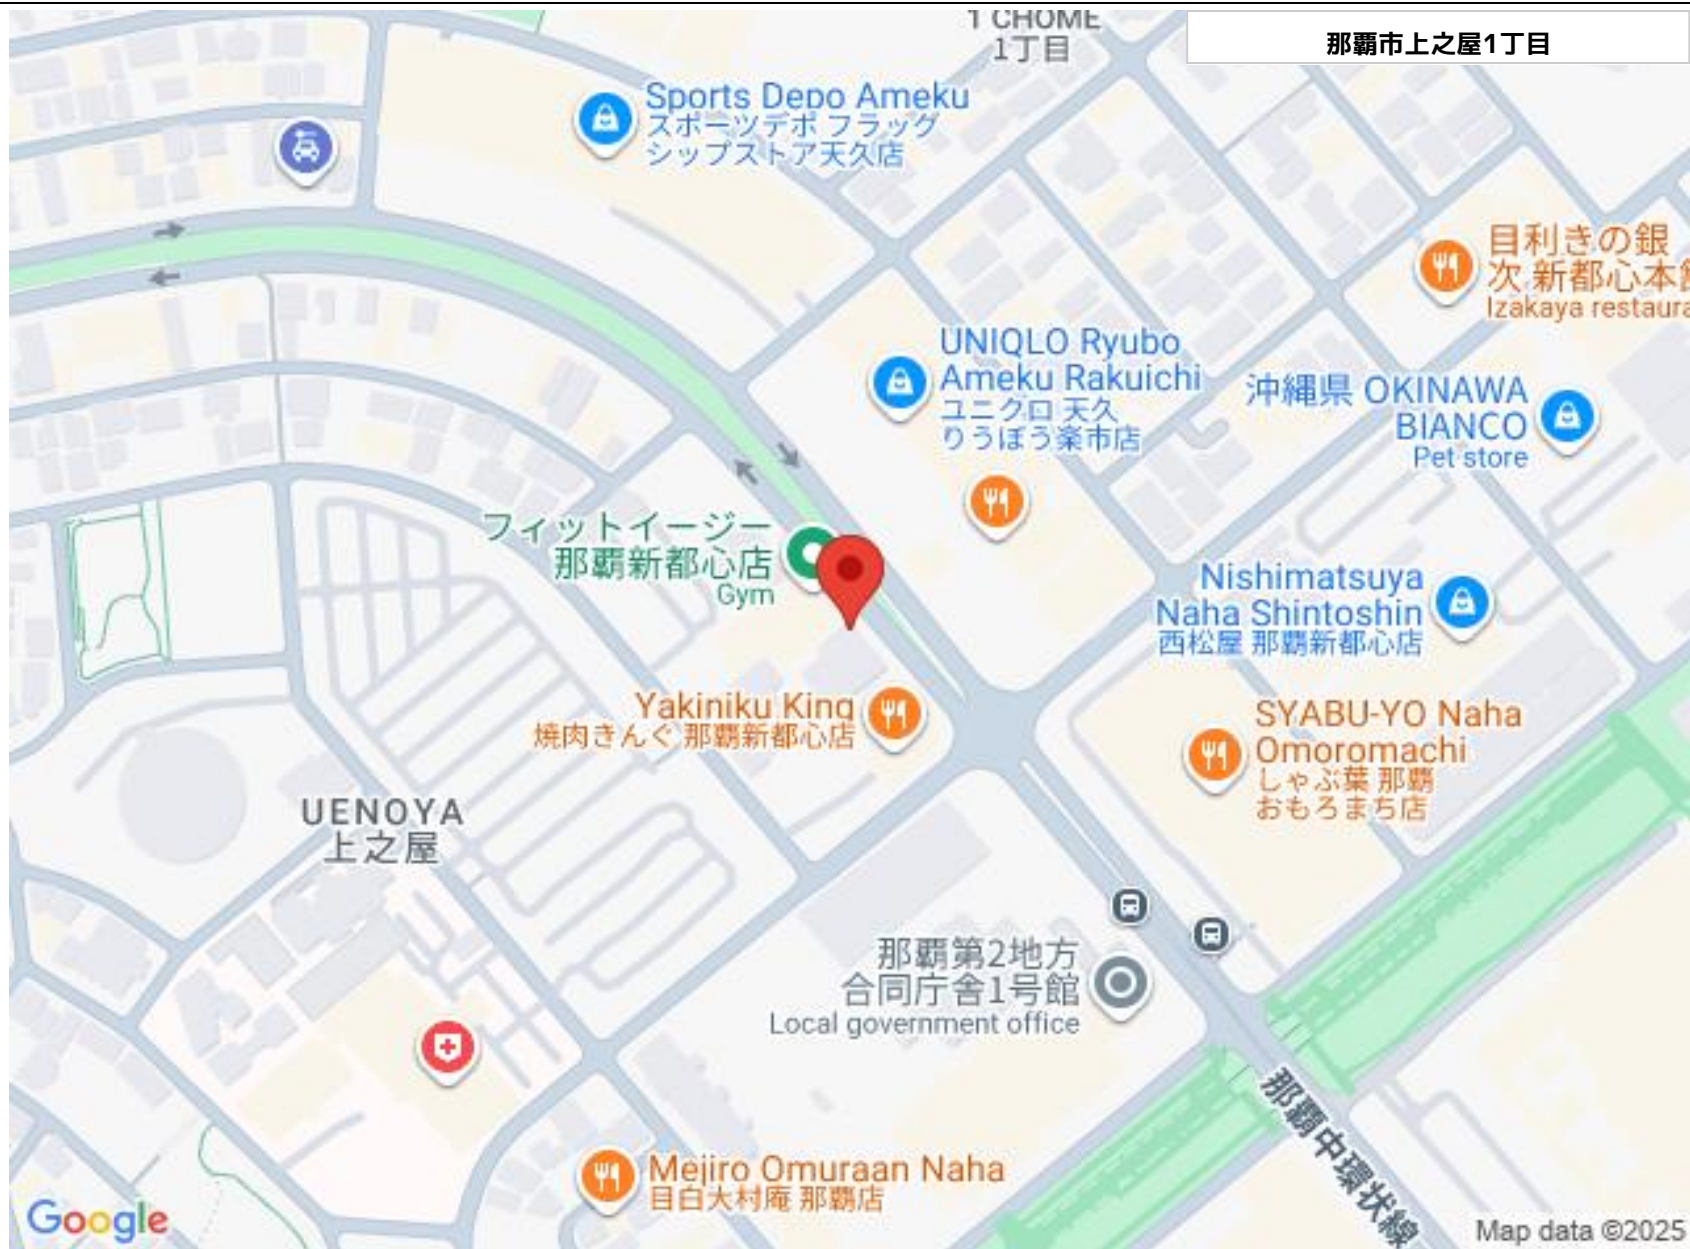 1 CHOME
1丁目
那覇市上之屋1丁目
Sports Depo Ameku
スポーツデポ フラッグ
シップストア天久店
目利きの銀
次 新都心本館
Izakaya restaura
UNIQLO Ryubo
Ameku Rakuichi
ユニクロ 天久
りうぼう楽市店
沖縄県 OKINAWA
BIANCO
Pet store
フィットイージー
那覇新都心店
Gym
Nishimatsuya
Naha Shintoshin
西松屋 那覇新都心店
Yakiniku King
焼肉きんぐ 那覇新都心店
SYABU-YO Naha
Omoromachi
しゃぶ葉 那覇
おもろまち店
UENOYA
上之屋
那覇第2地方
合同庁舎1号館
Local government office
那覇中環状線
Mejiro Omuraan Naha
目白大村庵 那覇店
Google
Map data ©2025